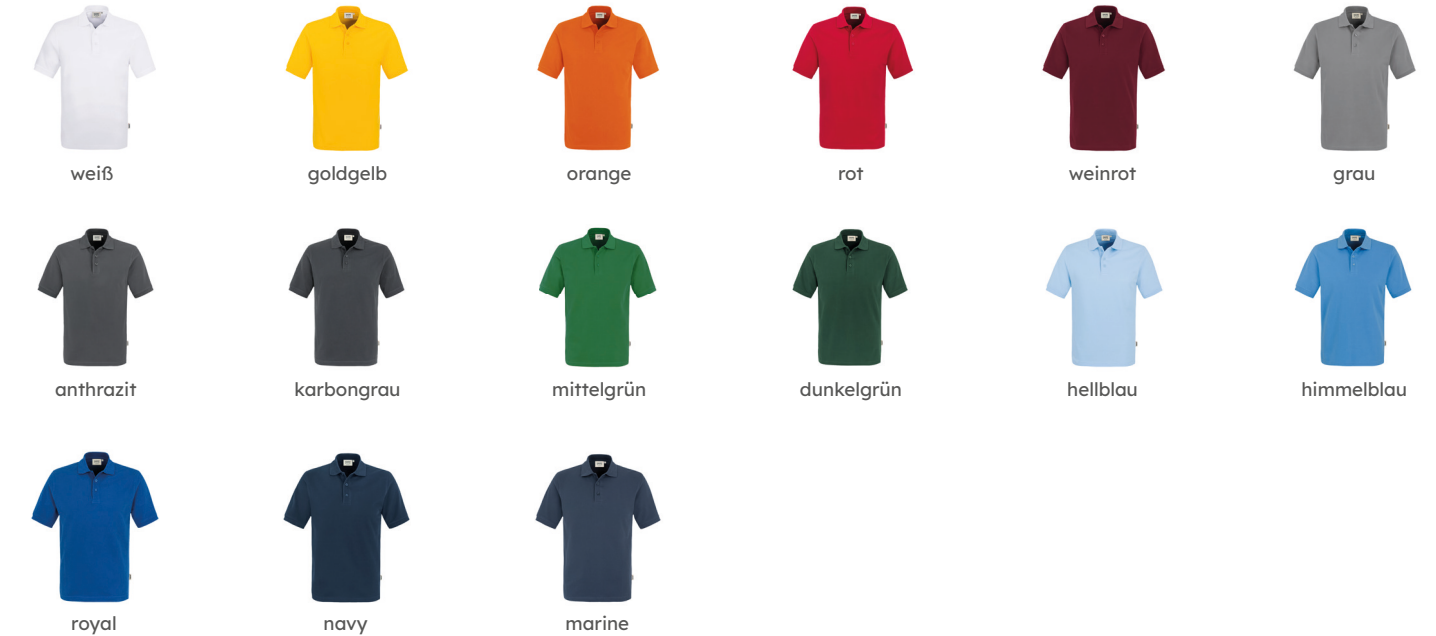 weiß
goldgelb
orange
rot
weinrot
grau
anthrazit
karbongrau
mittelgrün
dunkelgrün
hellblau
himmelblau
royal
navy
marine